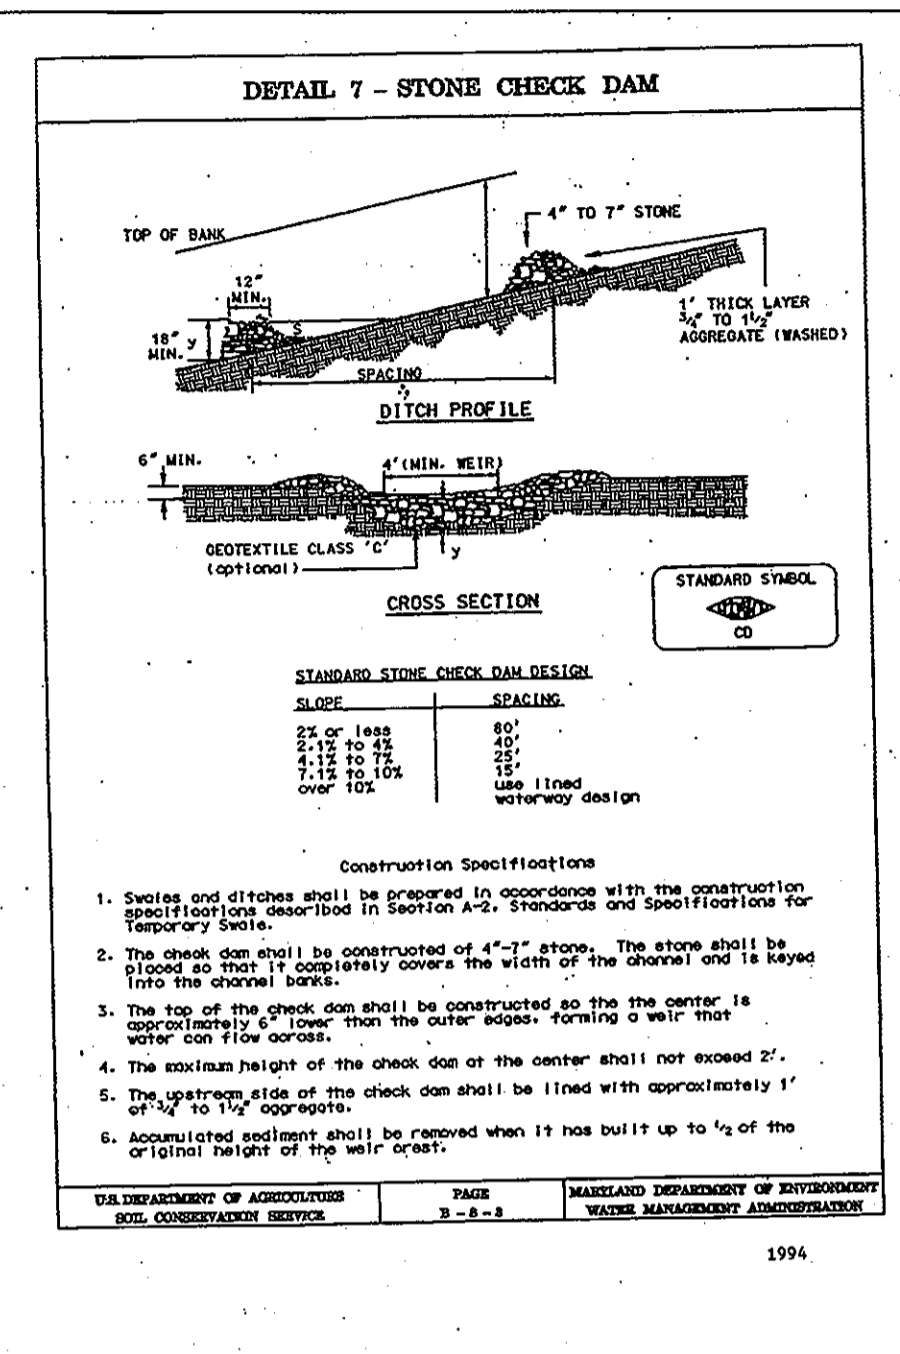 DETAIL 7 – STONE CHECK DAM
TOP OF BANK
4" TO 7" STONE
12"
MIN.
18"
MIN.
y
S
1' THICK LAYER
3/4" TO 1 1/2"
AGGREGATE (WASHED)
SPACING
DITCH PROFILE
6" MIN.
4' (MIN. WEIR)
GEOTEXTILE CLASS 'C'
(optional)
y
CROSS SECTION
STANDARD SYMBOL
CD
STANDARD STONE CHECK DAM DESIGN
SLOPE SPACING
2% or less 80'
2.1% to 4% 40'
4.1% to 7% 25'
7.1% to 10% 15'
over 10% use lined
waterway design
Construction Specifications
1. Swales and ditches shall be prepared in accordance with the construction
specifications described in Section A-2. Standards and Specifications for
Temporary Swale.
2. The check dam shall be constructed of 4"-7" stone. The stone shall be
placed so that it completely covers the width of the channel and is keyed
into the channel banks.
3. The top of the check dam shall be constructed so the the center is
approximately 6" lower than the outer edges. forming a weir that
water can flow across.
4. The maximum height of the check dam at the center shall not exceed 2'.
5. The upstream side of the check dam shall be lined with approximately 1'
of 3/4" to 1 1/2" aggregate.
6. Accumulated sediment shall be removed when it has built up to 1/2 of the
original height of the weir crest.
U.S. DEPARTMENT OF AGRICULTURE
SOIL CONSERVATION SERVICE
PAGE
B - 8 - 3
MARYLAND DEPARTMENT OF ENVIRONMENT
WATER MANAGEMENT ADMINISTRATION
1994